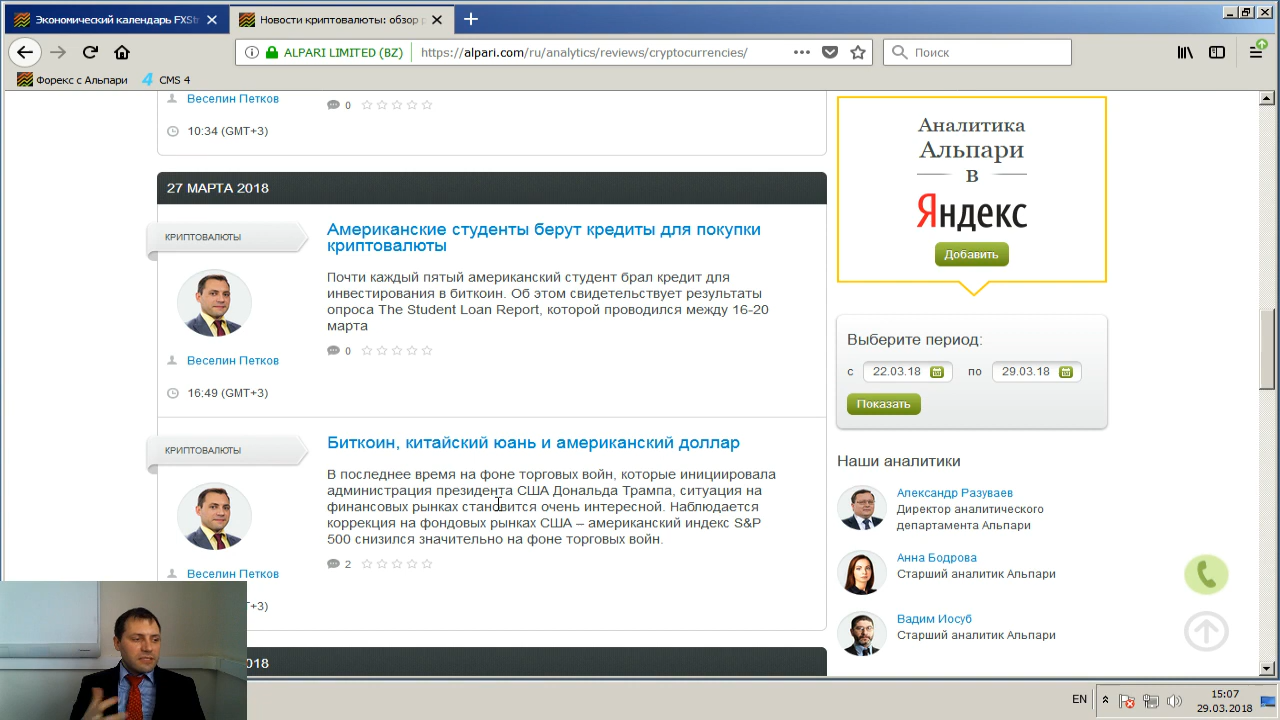 Экономический календарь FXStr
Новости криптовалюты: обзор р
ALPARI LIMITED (BZ)
https://alpari.com/ru/analytics/reviews/cryptocurrencies/
Поиск
Форекс с Альпари
CMS 4
Веселин Петков
0
10:34 (GMT+3)
27 МАРТА 2018
КРИПТОВАЛЮТЫ
Американские студенты берут кредиты для покупки
криптовалюты
Почти каждый пятый американский студент брал кредит для
инвестирования в биткоин. Об этом свидетельствует результаты
опроса The Student Loan Report, которой проводился между 16-20
марта
0
Веселин Петков
16:49 (GMT+3)
КРИПТОВАЛЮТЫ
Биткоин, китайский юань и американский доллар
В последнее время на фоне торговых войн, которые инициировала
администрация президента США Дональда Трампа, ситуация на
финансовых рынках становится очень интересной. Наблюдается
коррекция на фондовых рынках США – американский индекс S&P
500 снизился значительно на фоне торговых войн.
2
Веселин Петков
+3)
2018
Аналитика
Альпари
в
Яндекс
Добавить
Выберите период:
с 22.03.18 по 29.03.18
Показать
Наши аналитики
Александр Разуваев
Директор аналитического
департамента Альпари
Анна Бодрова
Старший аналитик Альпари
Вадим Иосуб
Старший аналитик Альпари
EN
15:07
29.03.2018